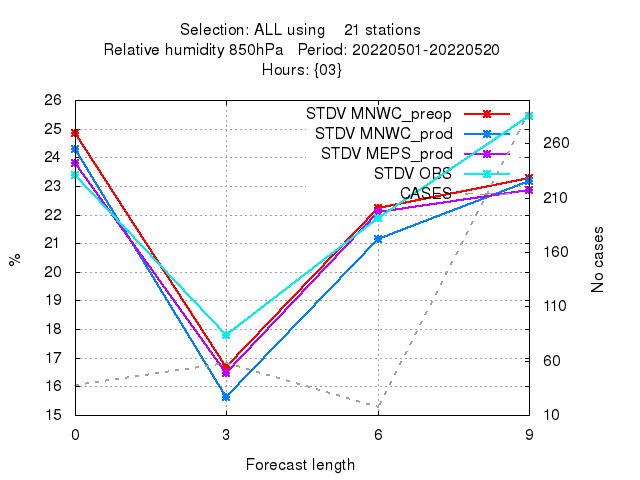 Selection: ALL using    21 stations
Relative humidity 850hPa   Period: 20220501-20220520
Hours: {03}
STDV MNWC_preop
STDV MNWC_prod
STDV MEPS_prod
STDV OPS
CASES
26
25
24
23
22
21
20
19
18
17
16
15
%
260
210
160
110
60
10
No cases
0 3 6 9
Forecast length